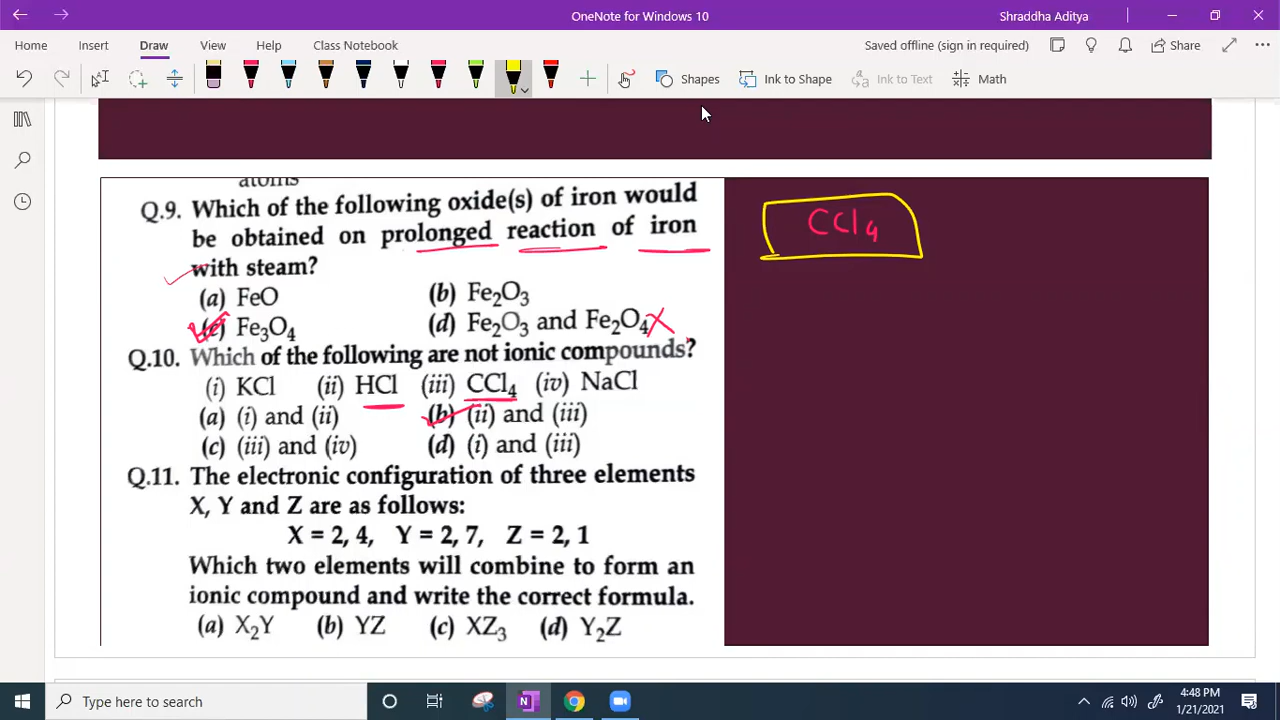 OneNote for Windows 10
Shraddha Aditya
Home Insert Draw View Help Class Notebook
Saved offline (sign in required)
Share
Shapes Ink to Shape Ink to Text Math
atoms
Q.9. Which of the following oxide(s) of iron would
be obtained on prolonged reaction of iron
with steam?
(a) FeO (b) Fe₂O₃
(c) Fe₃O₄ (d) Fe₂O₃ and Fe₂O₄
Q.10. Which of the following are not ionic compounds?
(i) KCl (ii) HCl (iii) CCl₄ (iv) NaCl
(a) (i) and (ii) (b) (ii) and (iii)
(c) (iii) and (iv) (d) (i) and (iii)
Q.11. The electronic configuration of three elements
X, Y and Z are as follows:
X = 2, 4, Y = 2, 7, Z = 2, 1
Which two elements will combine to form an
ionic compound and write the correct formula.
(a) X₂Y (b) YZ (c) XZ₃ (d) Y₂Z
CCl₄
Type here to search
4:48 PM
1/21/2021